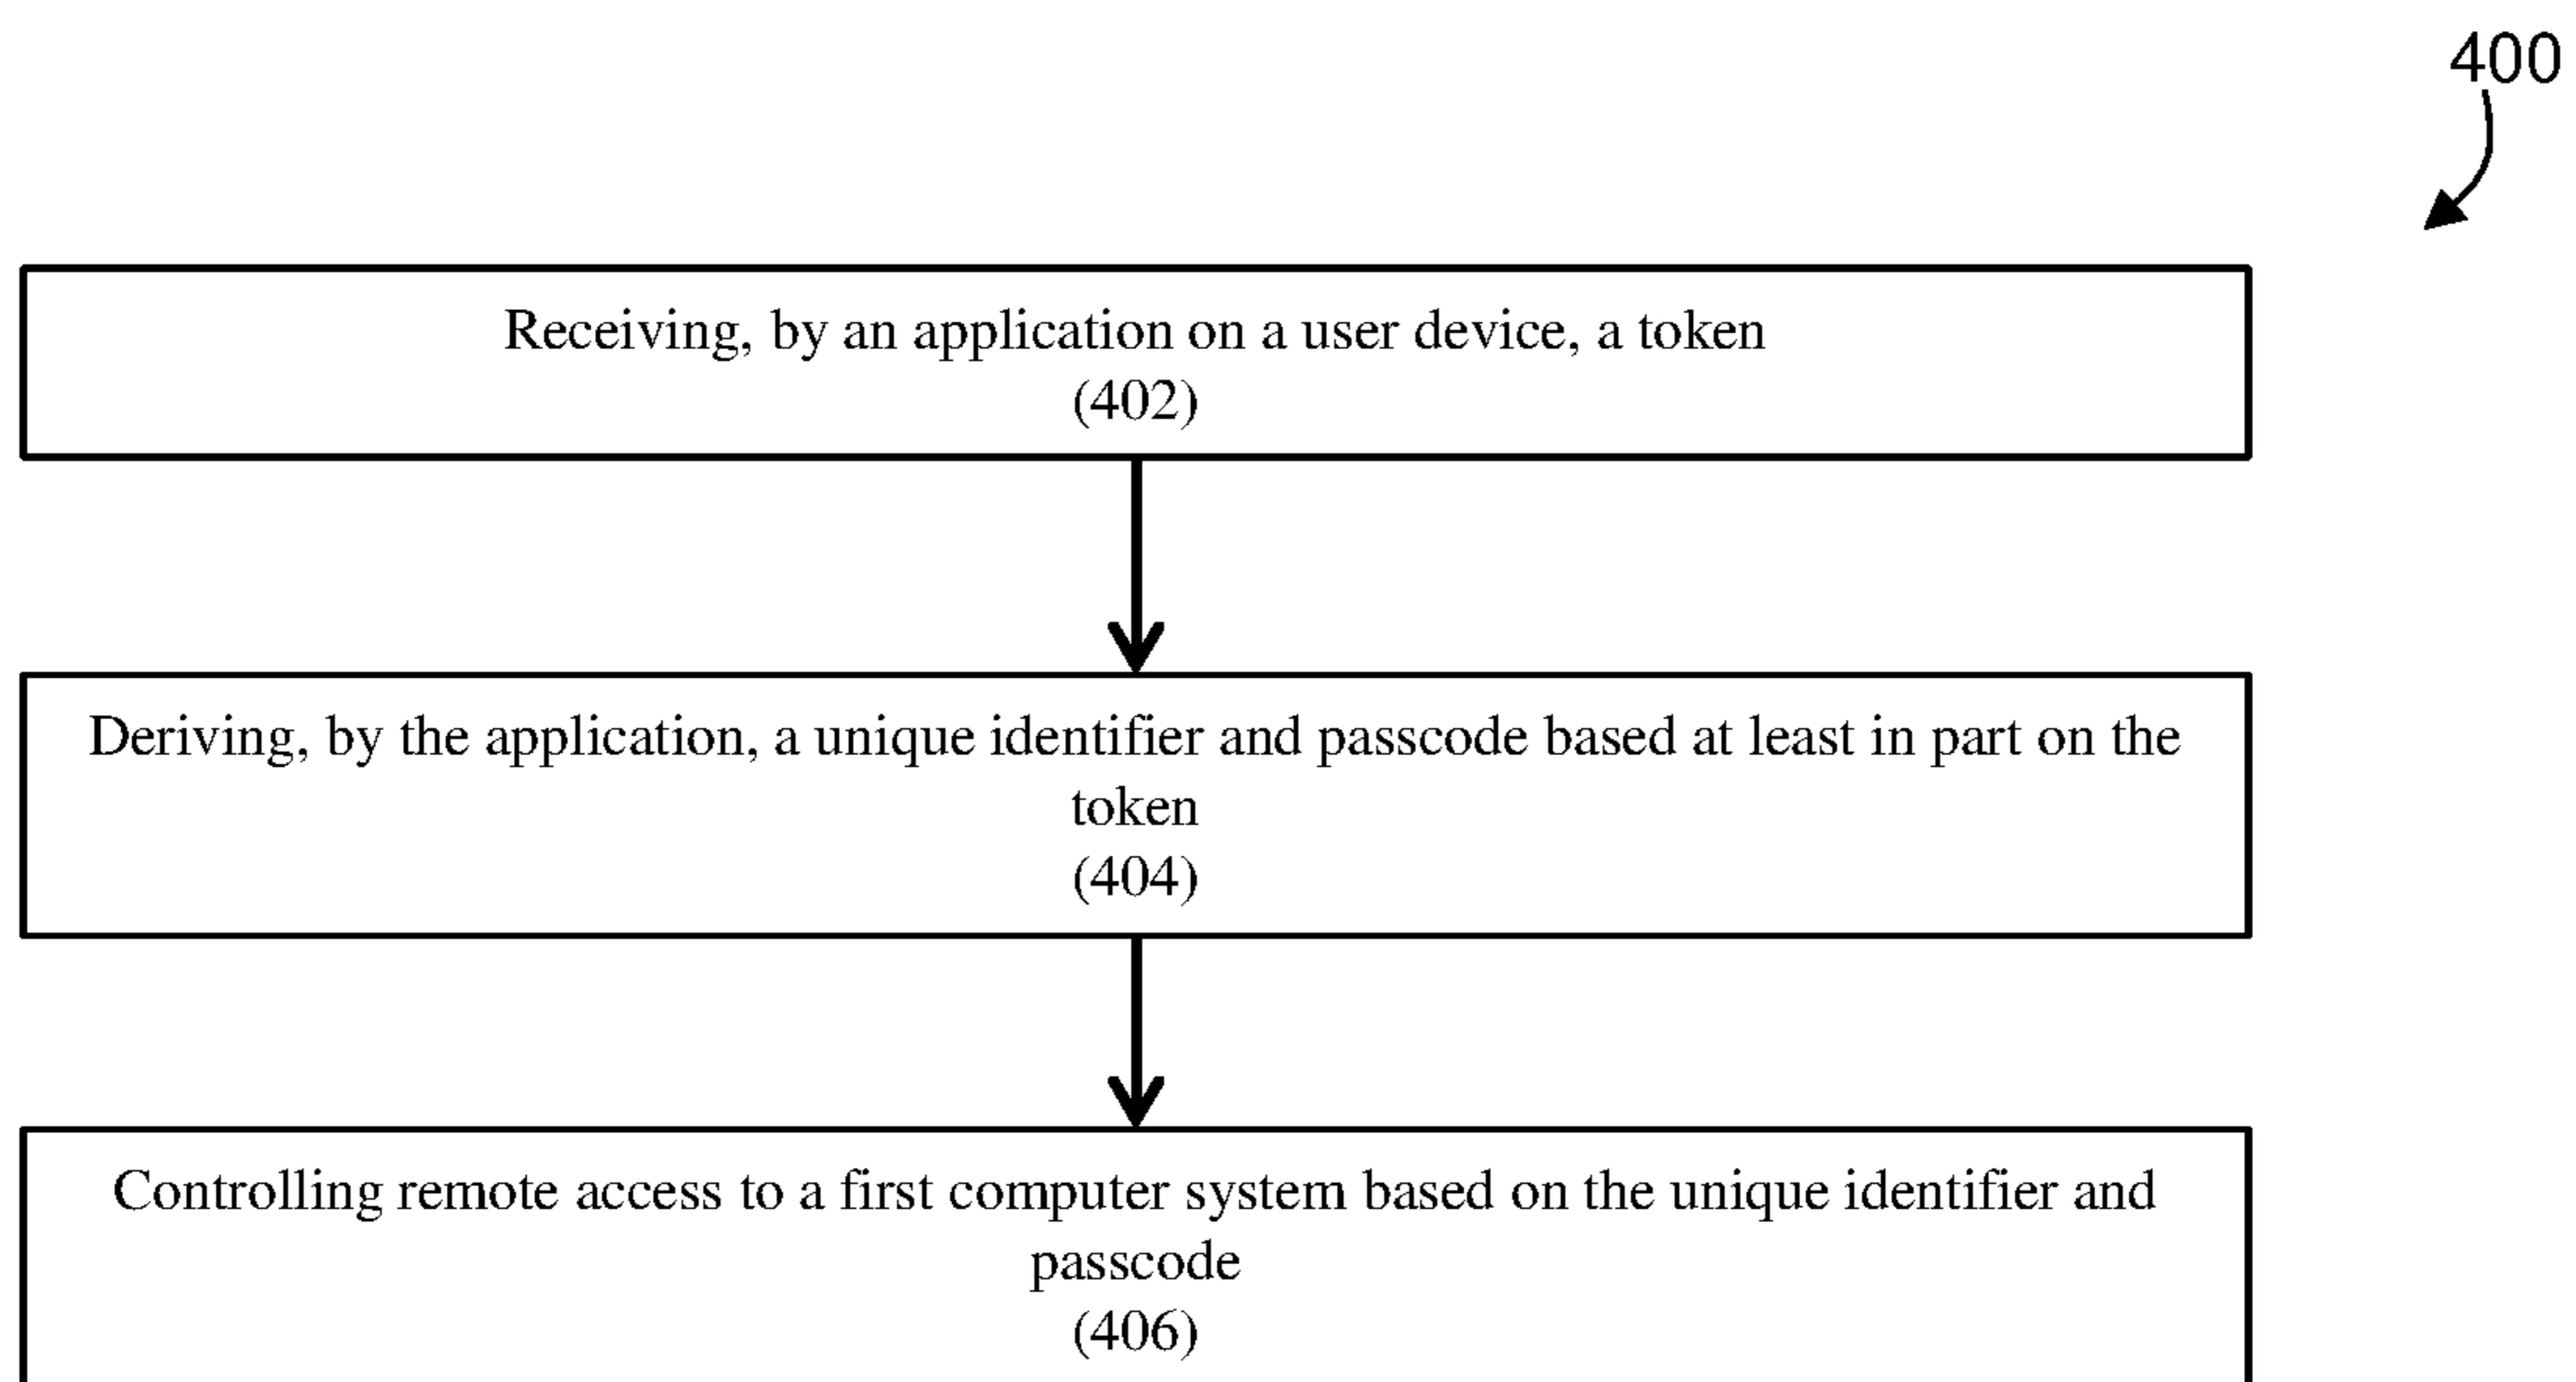 400
Receiving, by an application on a user device, a token
(402)
Deriving, by the application, a unique identifier and passcode based at least in part on the
token
(404)
Controlling remote access to a first computer system based on the unique identifier and
passcode
(406)